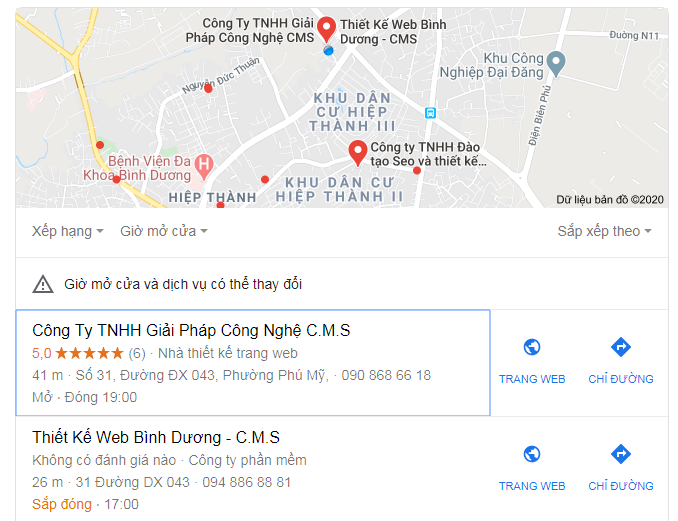 Công Ty TNHH Giải
Pháp Công Nghệ CMS
Thiết Kế Web Bình
Dương - CMS
Đường N11
Khu Công
Nghiệp Đại Đăng
Nguyễn Đức Thuận
KHU DÂN
CƯ HIỆP
THÀNH III
Điện Biên Phủ
Công ty TNHH Đào
tạo Seo và thiết kế...
Bệnh Viện Đa
Khoa Bình Dương
H
HIỆP THÀNH
KHU DÂN CƯ
HIỆP THÀNH II
Dữ liệu bản đồ ©2020
Xếp hạng Giờ mở cửa Sắp xếp theo
Giờ mở cửa và dịch vụ có thể thay đổi
Công Ty TNHH Giải Pháp Công Nghệ C.M.S
5,0 ★★★★★ (6) · Nhà thiết kế trang web
41 m · Số 31, Đường ĐX 043, Phường Phú Mỹ, · 090 868 66 18
Mở · Đóng 19:00
TRANG WEB CHỈ ĐƯỜNG
Thiết Kế Web Bình Dương - C.M.S
Không có đánh giá nào · Công ty phần mềm
26 m · 31 Đường DX 043 · 094 886 88 81
Sắp đóng · 17:00
TRANG WEB CHỈ ĐƯỜNG